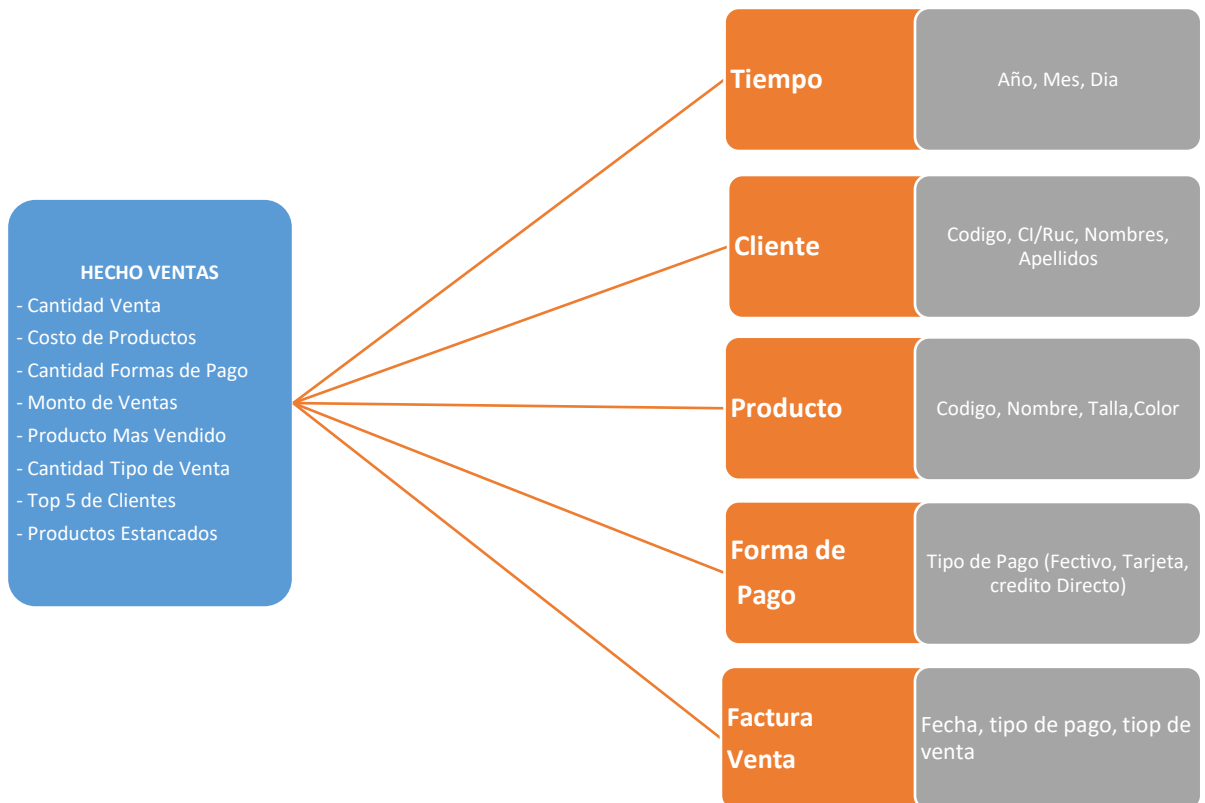 HECHO VENTAS
- Cantidad Venta
- Costo de Productos
- Cantidad Formas de Pago
- Monto de Ventas
- Producto Mas Vendido
- Cantidad Tipo de Venta
- Top 5 de Clientes
- Productos Estancados
Tiempo
Año, Mes, Dia
Cliente
Codigo, CI/Ruc, Nombres,
Apellidos
Producto
Codigo, Nombre, Talla,Color
Forma de
Pago
Tipo de Pago (Fectivo, Tarjeta,
credito Directo)
Factura
Venta
Fecha, tipo de pago, tiop de
venta